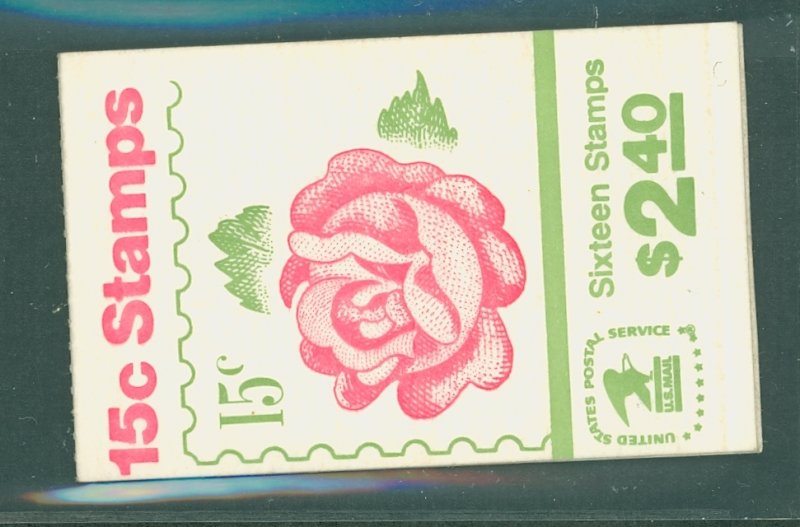 15c Stamps
15c
Sixteen Stamps
$2.40
UNITED STATES POSTAL SERVICE
U.S.MAIL